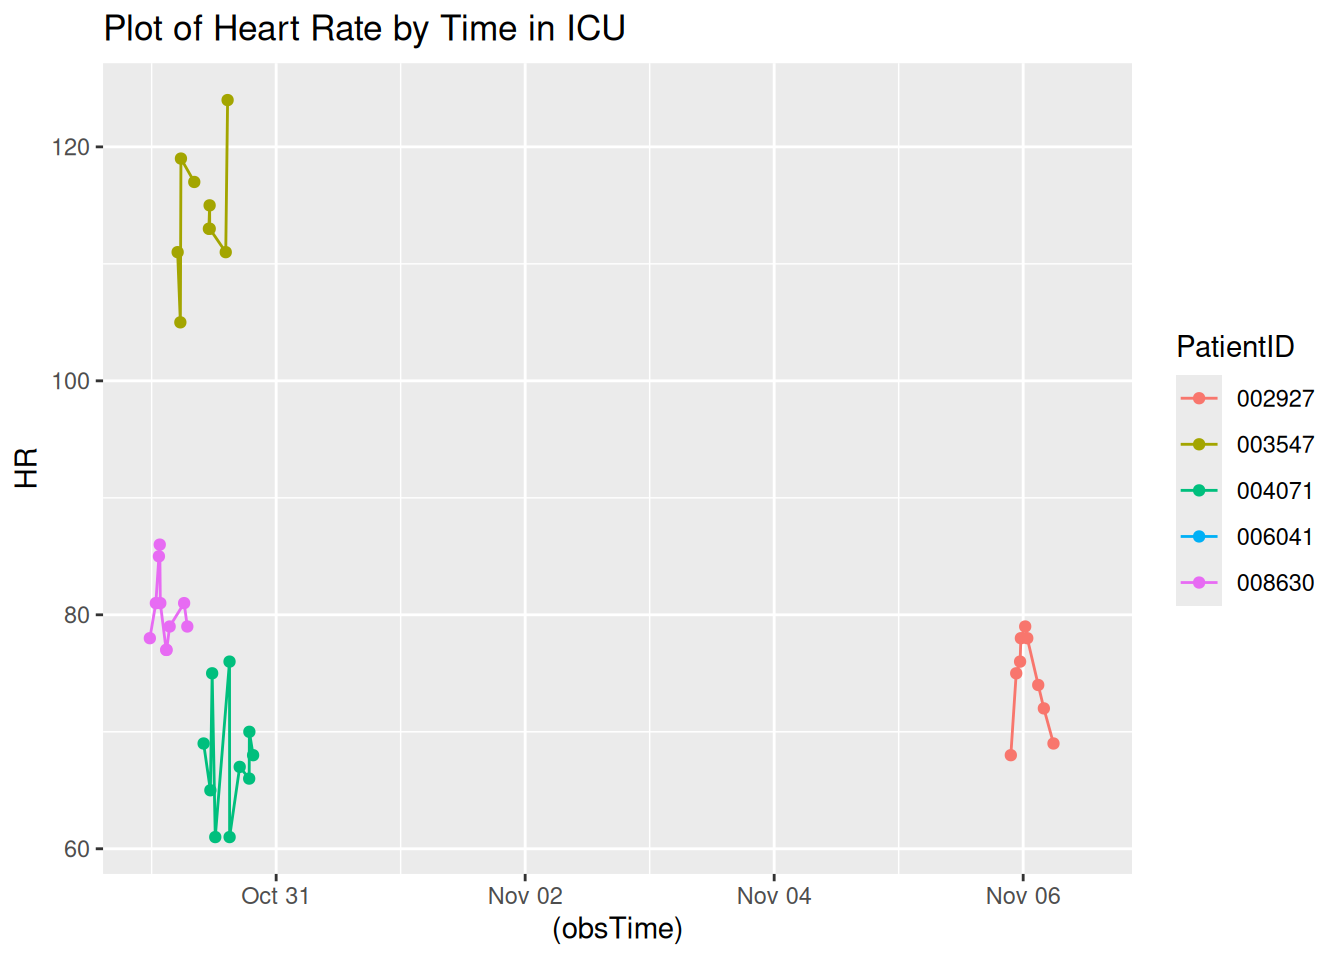 Plot of Heart Rate by Time in ICU
120
100
80
60
HR
Oct 31
Nov 02
Nov 04
Nov 06
(obsTime)
PatientID
002927
003547
004071
006041
008630